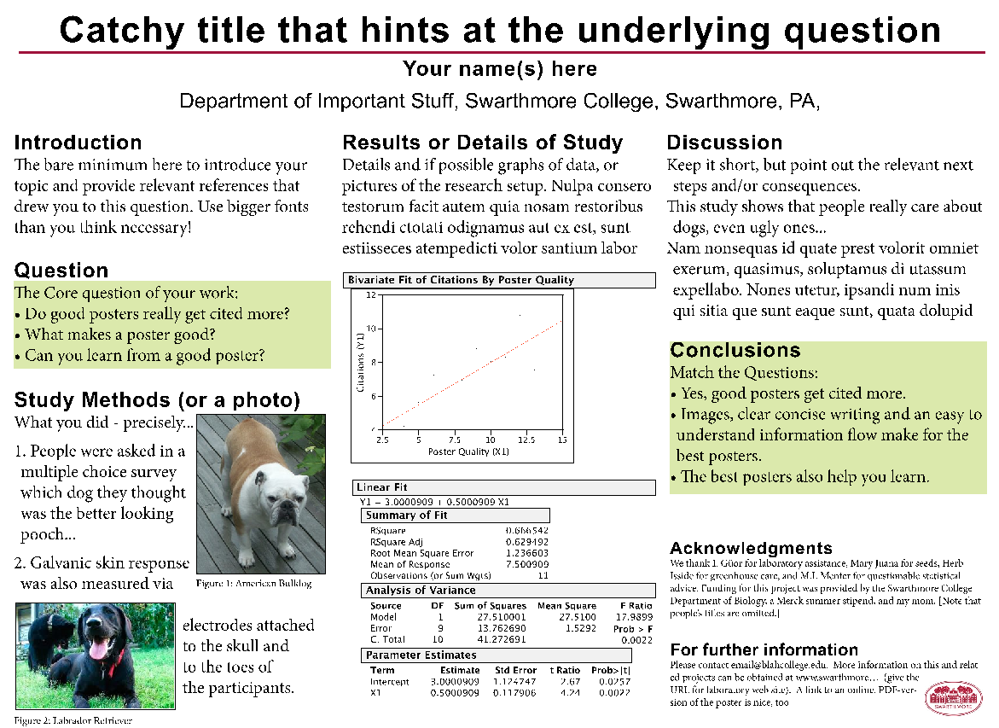 Catchy title that hints at the underlying question
Your name(s) here
Department of Important Stuff, Swarthmore College, Swarthmore, PA,
Introduction
The bare minimum here to introduce your
topic and provide relevant references that
drew you to this question. Use bigger fonts
than you think necessary!
Question
The Core question of your work:
• Do good posters really get cited more?
• What makes a poster good?
• Can you learn from a good poster?
Study Methods (or a photo)
What you did - precisely...
1. People were asked in a
multiple choice survey
which dog they thought
was the better looking
pooch...
2. Galvanic skin response
was also measured via
Figure 1: American Bulldog
electrodes attached
to the skull and
to the toes of
the participants.
Figure 2: Labrador Retriever
Results or Details of Study
Details and if possible graphs of data, or
pictures of the research setup. Nulpa consero
testorum facit autem quia nosam restoribus
rehendi ctotati odignamus aut ex est, sunt
estiisseces atempedicti volor santium labor
Bivariate Fit of Citations By Poster Quality
12
10
8
6
4
Citations (Y1)
2.5 5 7.5 10 12.5 15
Poster Quality (X1)
Linear Fit
Y1 = 3.0000909 + 0.5000909 X1
Summary of Fit
RSquare 0.666542
RSquare Adj 0.629492
Root Mean Square Error 1.236603
Mean of Response 7.500909
Observations (or Sum Wgts) 11
Analysis of Variance
Source DF Sum of Squares Mean Square F Ratio
Model 1 27.510001 27.5100 17.9899
Error 9 13.762690 1.5292 Prob > F
C. Total 10 41.272691 0.0022
Parameter Estimates
Term Estimate Std Error t Ratio Prob>|t|
Intercept 3.0000909 1.124747 2.67 0.0257
X1 0.5000909 0.117906 4.24 0.0022
Discussion
Keep it short, but point out the relevant next
steps and/or consequences.
This study shows that people really care about
dogs, even ugly ones...
Nam nonsequas id quate prest volorit omniet
exerum, quasimus, soluptamus di utassum
expellabo. Nones utetur, ipsandi num inis
qui sitia que sunt eaque sunt, quata dolupid
Conclusions
Match the Questions:
• Yes, good posters get cited more.
• Images, clear concise writing and an easy to
understand information flow make for the
best posters.
• The best posters also help you learn.
Acknowledgments
We thank I. Güor for laboratory assistance, Mary Juana for seeds, Herb
Isside for greenhouse care, and M.I. Menter for questionable statistical
advice. Funding for this project was provided by the Swarthmore College
Department of Biology, a Merck summer stipend, and my mom. [Note that
people's titles are omitted.]
For further information
Please contact email@blahcollege.edu. More information on this and relat
ed projects can be obtained at www.swarthmore.... (give the
URL for laboratory web site). A link to an online, PDF-ver-
sion of the poster is nice, too
SWARTHMORE